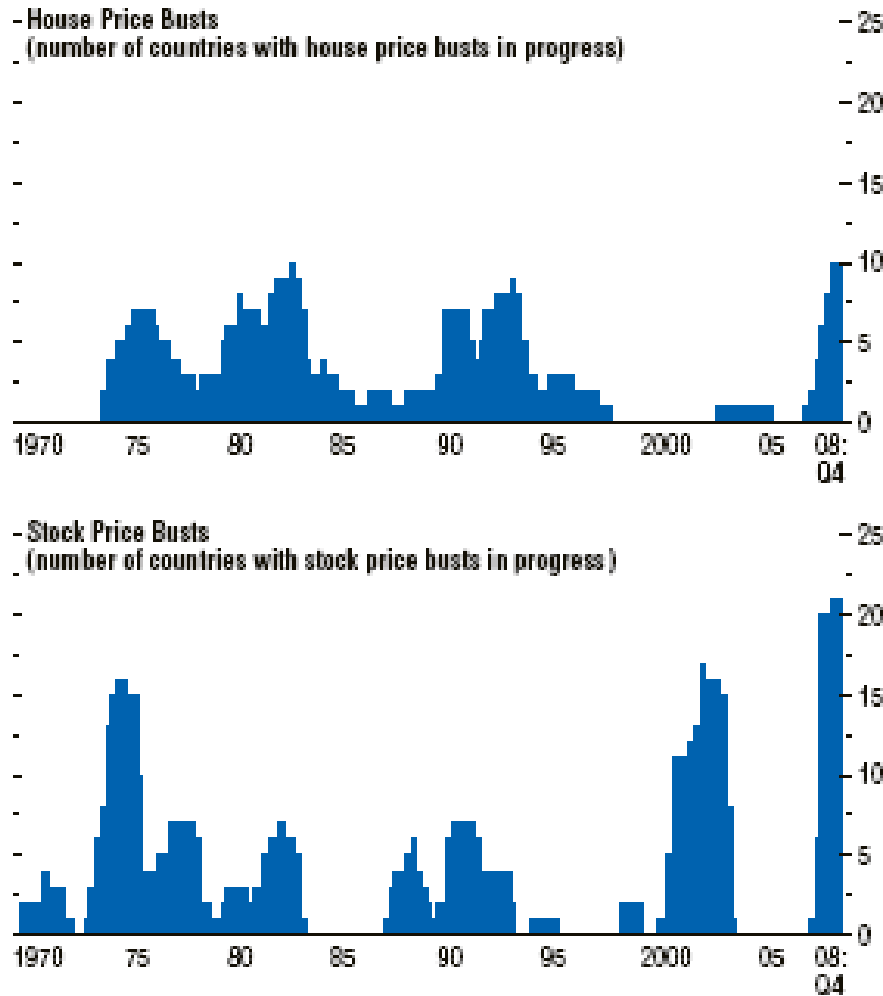 House Price Busts
(number of countries with house price busts in progress)
25
20
15
10
5
0
1970 75 80 85 90 95 2000 05 08:
Q4
Stock Price Busts
(number of countries with stock price busts in progress)
25
20
15
10
5
0
1970 75 80 85 90 95 2000 05 08:
Q4